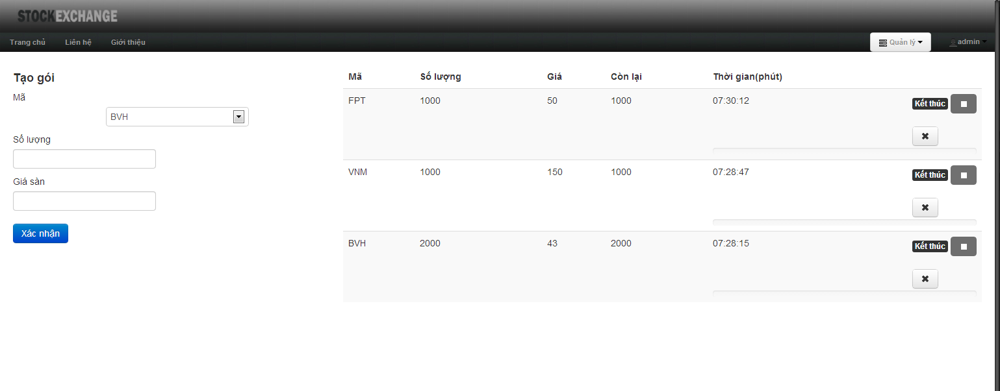 STOCKEXCHANGE
Trang chủ Liên hệ Giới thiệu Quản lý admin
Tạo gói
Mã
BVH
Số lượng
Giá sàn
Xác nhận
Mã Số lượng Giá Còn lại Thời gian(phút)
FPT 1000 50 1000 07:30:12 Kết thúc
VNM 1000 150 1000 07:28:47 Kết thúc
BVH 2000 43 2000 07:28:15 Kết thúc